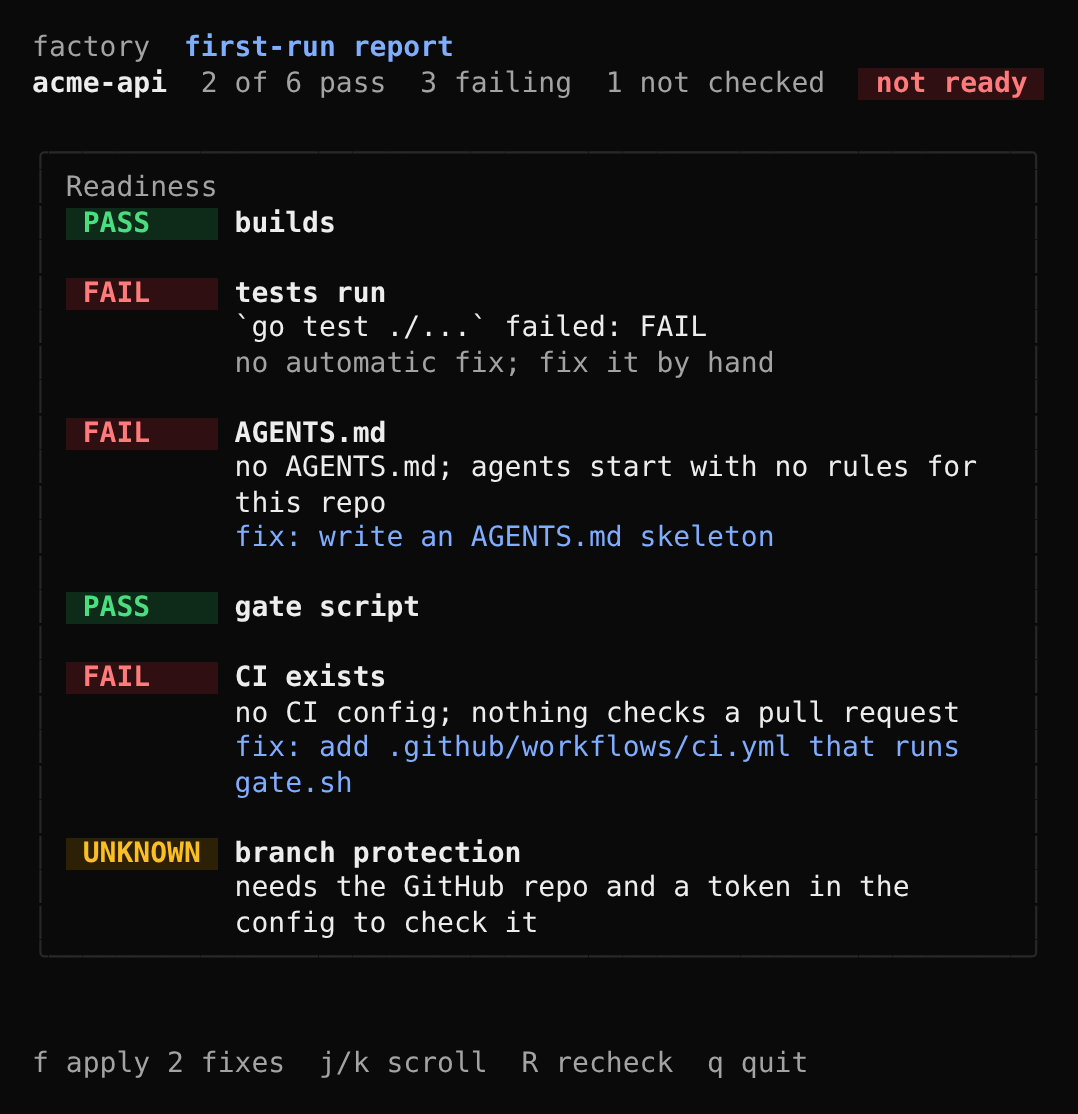 factory  first-run report
acme-api  2 of 6 pass  3 failing  1 not checked  not ready
Readiness
PASS  builds
FAIL  tests run
`go test ./...` failed: FAIL
no automatic fix; fix it by hand
FAIL  AGENTS.md
no AGENTS.md; agents start with no rules for
this repo
fix: write an AGENTS.md skeleton
PASS  gate script
FAIL  CI exists
no CI config; nothing checks a pull request
fix: add .github/workflows/ci.yml that runs
gate.sh
UNKNOWN  branch protection
needs the GitHub repo and a token in the
config to check it
f apply 2 fixes  j/k scroll  R recheck  q quit